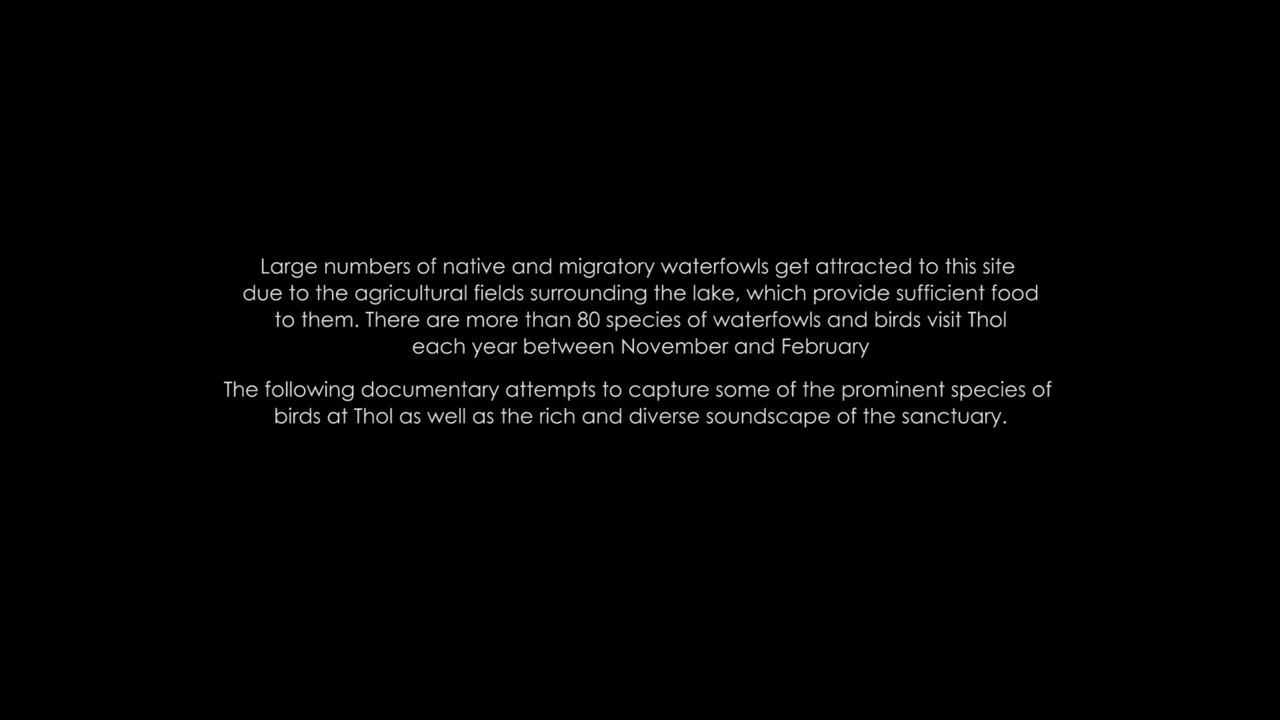 Large numbers of native and migratory waterfowls get attracted to this site
due to the agricultural fields surrounding the lake, which provide sufficient food
to them. There are more than 80 species of waterfowls and birds visit Thol
each year between November and February
The following documentary attempts to capture some of the prominent species of
birds at Thol as well as the rich and diverse soundscape of the sanctuary.